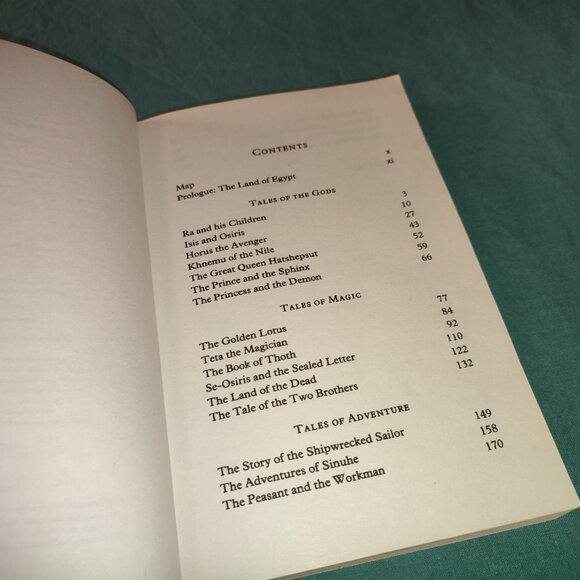 CONTENTS
Map x
Prologue: The Land of Egypt xi
TALES OF THE GODS
Ra and his Children 3
Isis and Osiris 10
Horus the Avenger 27
Khnemu of the Nile 43
The Great Queen Hatshepsut 52
The Prince and the Sphinx 59
The Princess and the Demon 66
TALES OF MAGIC
The Golden Lotus 77
Teta the Magician 84
The Book of Thoth 92
Se-Osiris and the Sealed Letter 110
The Land of the Dead 122
The Tale of the Two Brothers 132
TALES OF ADVENTURE
The Story of the Shipwrecked Sailor 149
The Adventures of Sinuhe 158
The Peasant and the Workman 170